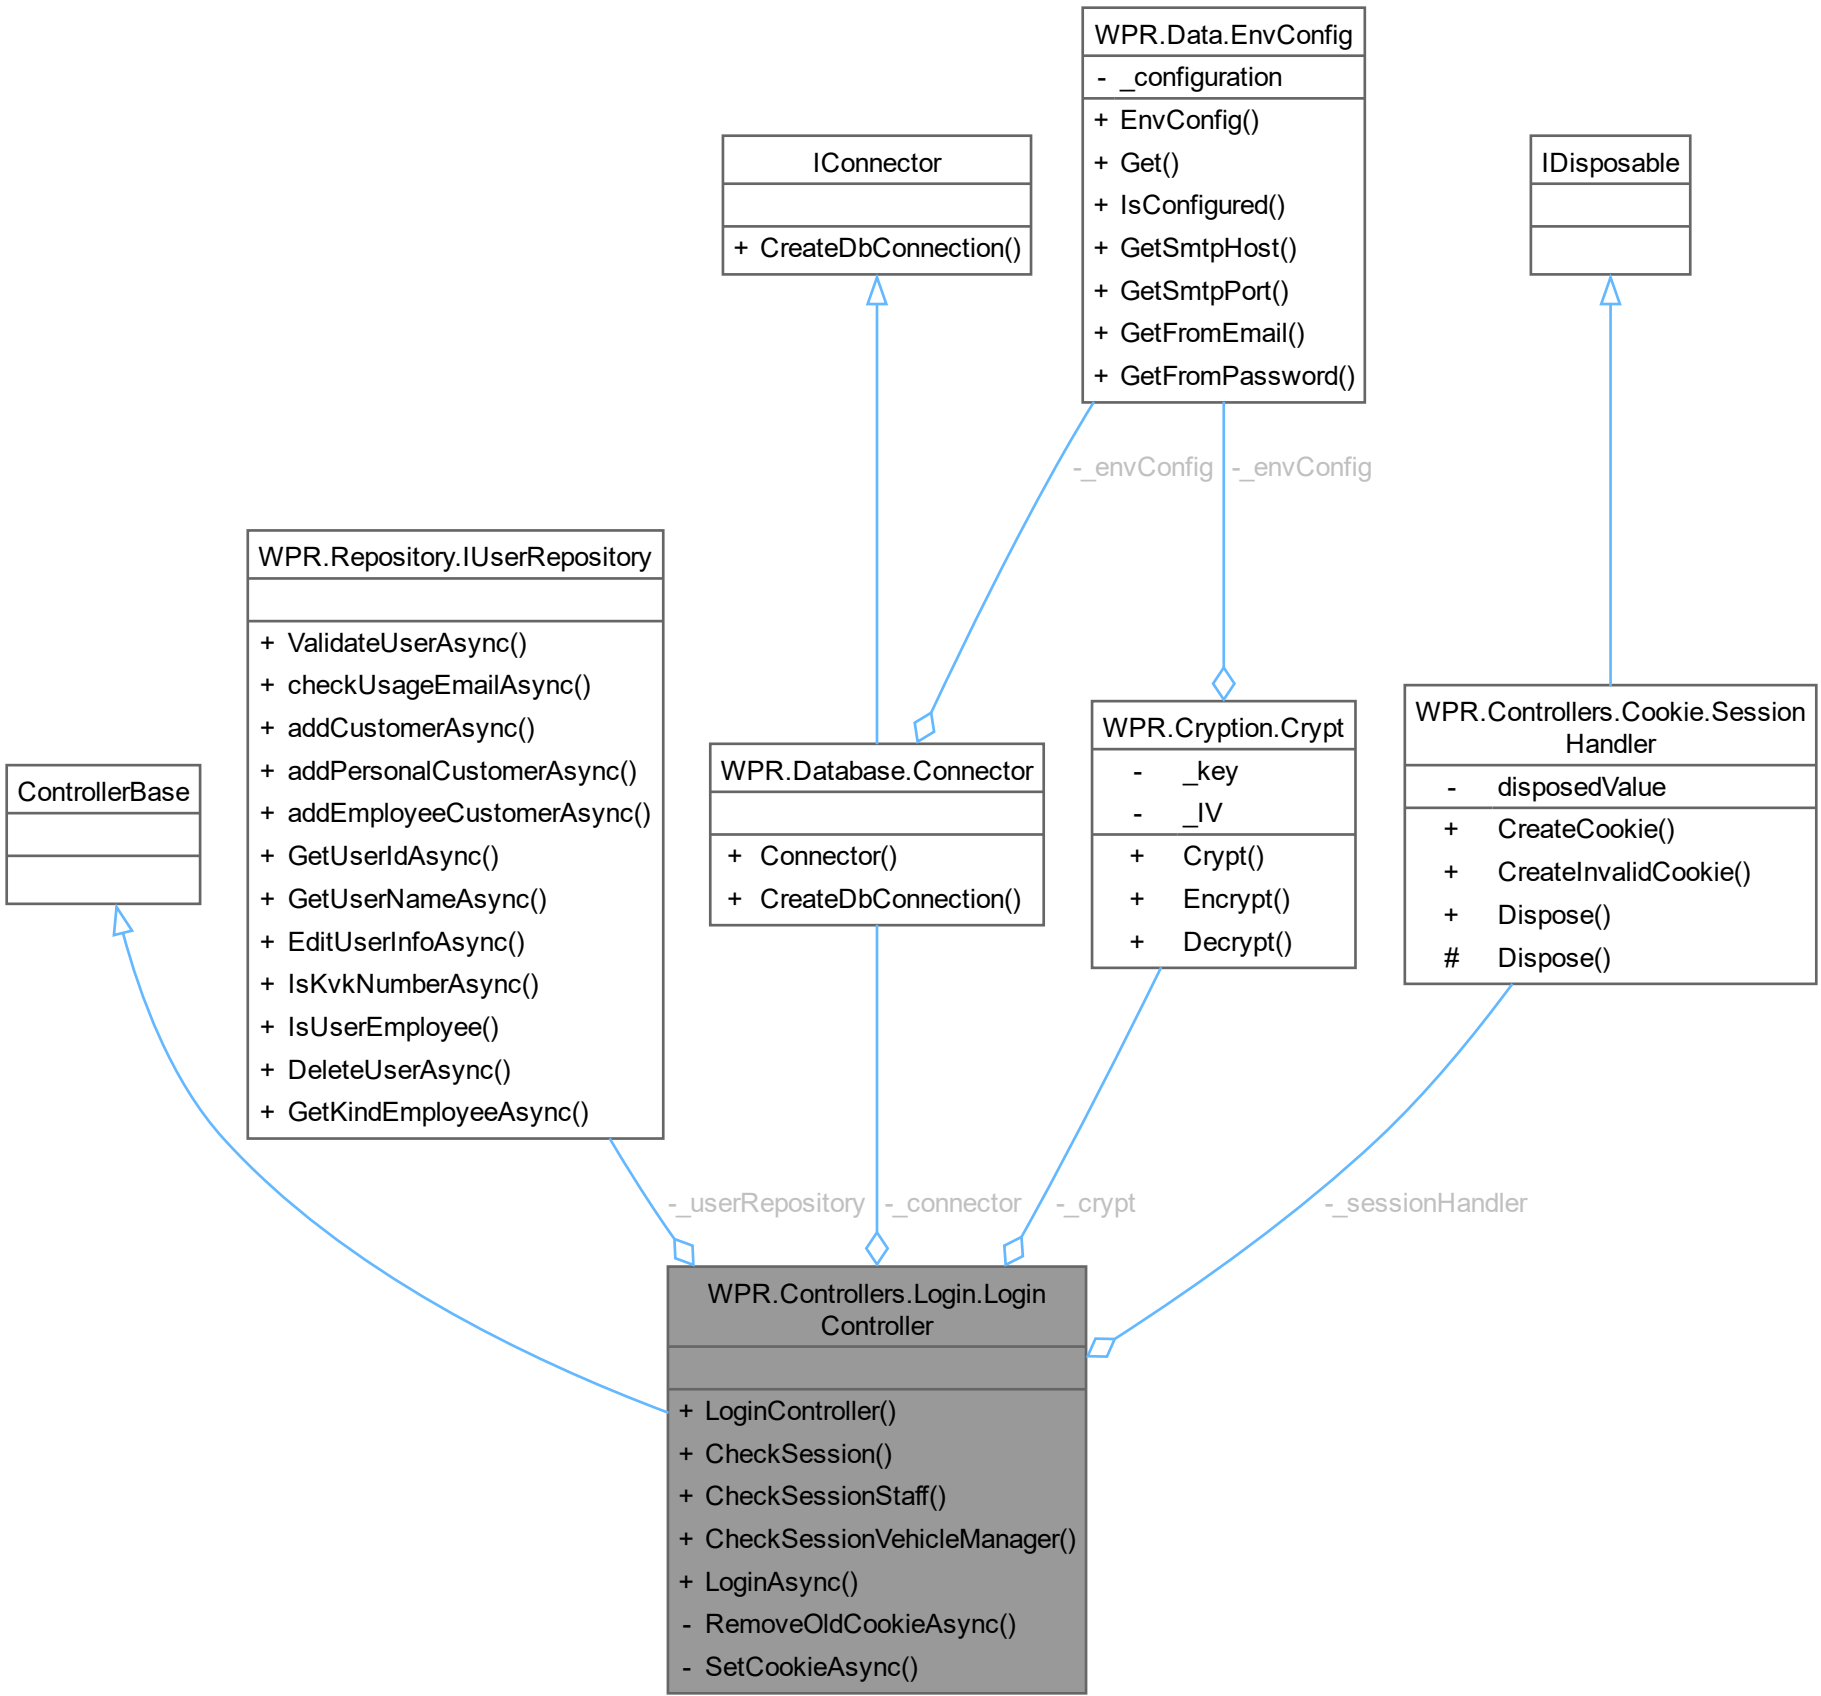 WPR.Data.EnvConfig
- _configuration
+ EnvConfig()
+ Get()
+ IsConfigured()
+ GetSmtpHost()
+ GetSmtpPort()
+ GetFromEmail()
+ GetFromPassword()
IConnector
+ CreateDbConnection()
IDisposable
-_envConfig
-_envConfig
WPR.Repository.IUserRepository
+ ValidateUserAsync()
+ checkUsageEmailAsync()
+ addCustomerAsync()
+ addPersonalCustomerAsync()
+ addEmployeeCustomerAsync()
+ GetUserIdAsync()
+ GetUserNameAsync()
+ EditUserInfoAsync()
+ IsKvkNumberAsync()
+ IsUserEmployee()
+ DeleteUserAsync()
+ GetKindEmployeeAsync()
ControllerBase
WPR.Database.Connector
+ Connector()
+ CreateDbConnection()
WPR.Cryption.Crypt
- _key
- _IV
+ Crypt()
+ Encrypt()
+ Decrypt()
WPR.Controllers.Cookie.Session
Handler
- disposedValue
+ CreateCookie()
+ CreateInvalidCookie()
+ Dispose()
# Dispose()
-_userRepository
-_connector
-_crypt
-_sessionHandler
WPR.Controllers.Login.Login
Controller
+ LoginController()
+ CheckSession()
+ CheckSessionStaff()
+ CheckSessionVehicleManager()
+ LoginAsync()
- RemoveOldCookieAsync()
- SetCookieAsync()